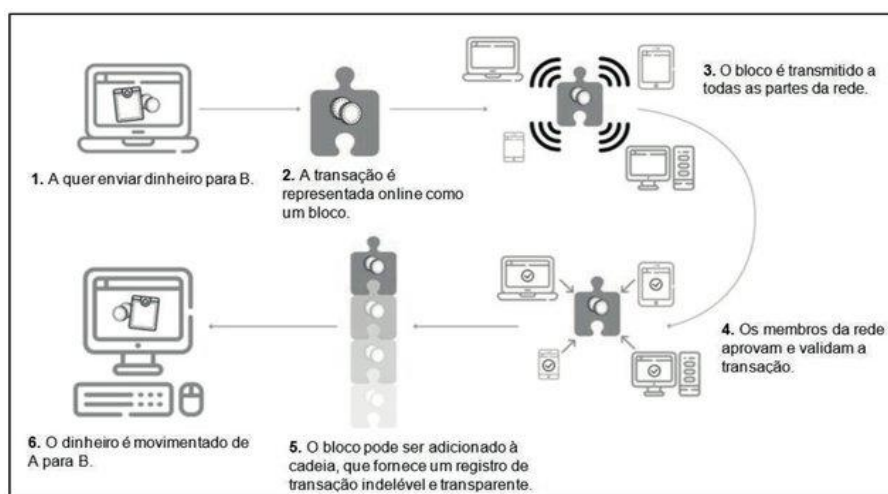 1. A quer enviar dinheiro para B.
2. A transação é
representada online como
um bloco.
3. O bloco é transmitido a
todas as partes da rede.
4. Os membros da rede
aprovam e validam a
transação.
5. O bloco pode ser adicionado à
cadeia, que fornece um registro de
transação indelével e transparente.
6. O dinheiro é movimentado de
A para B.